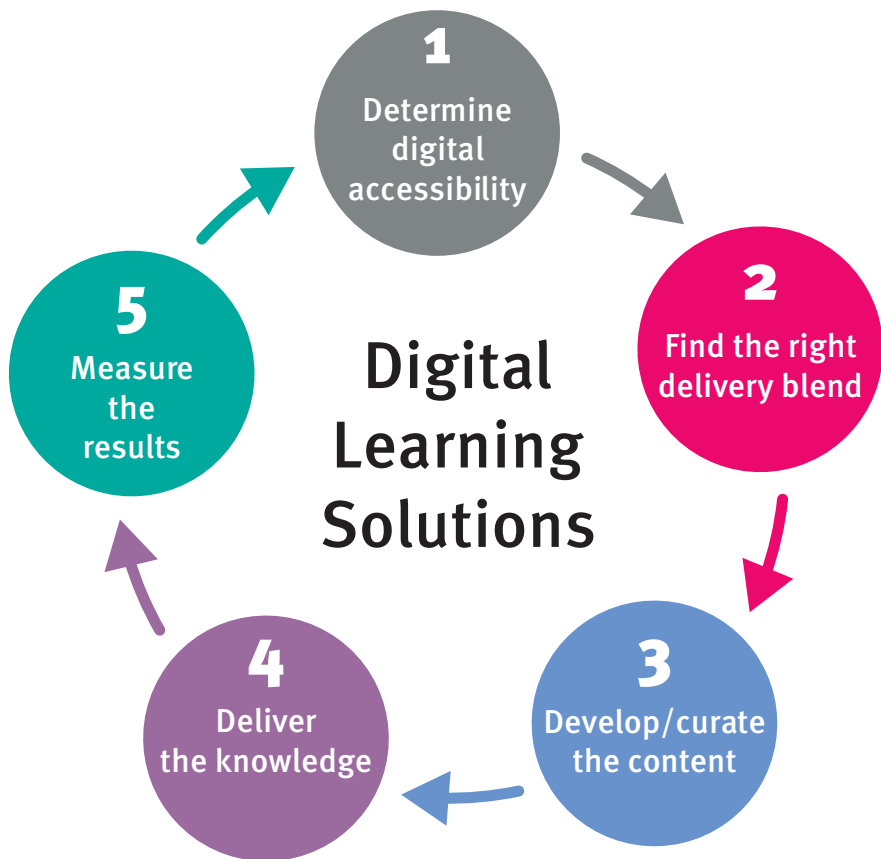 1
Determine
digital
accessibility
2
Find the right
delivery blend
3
Develop/curate
the content
4
Deliver
the knowledge
5
Measure
the
results
Digital
Learning
Solutions